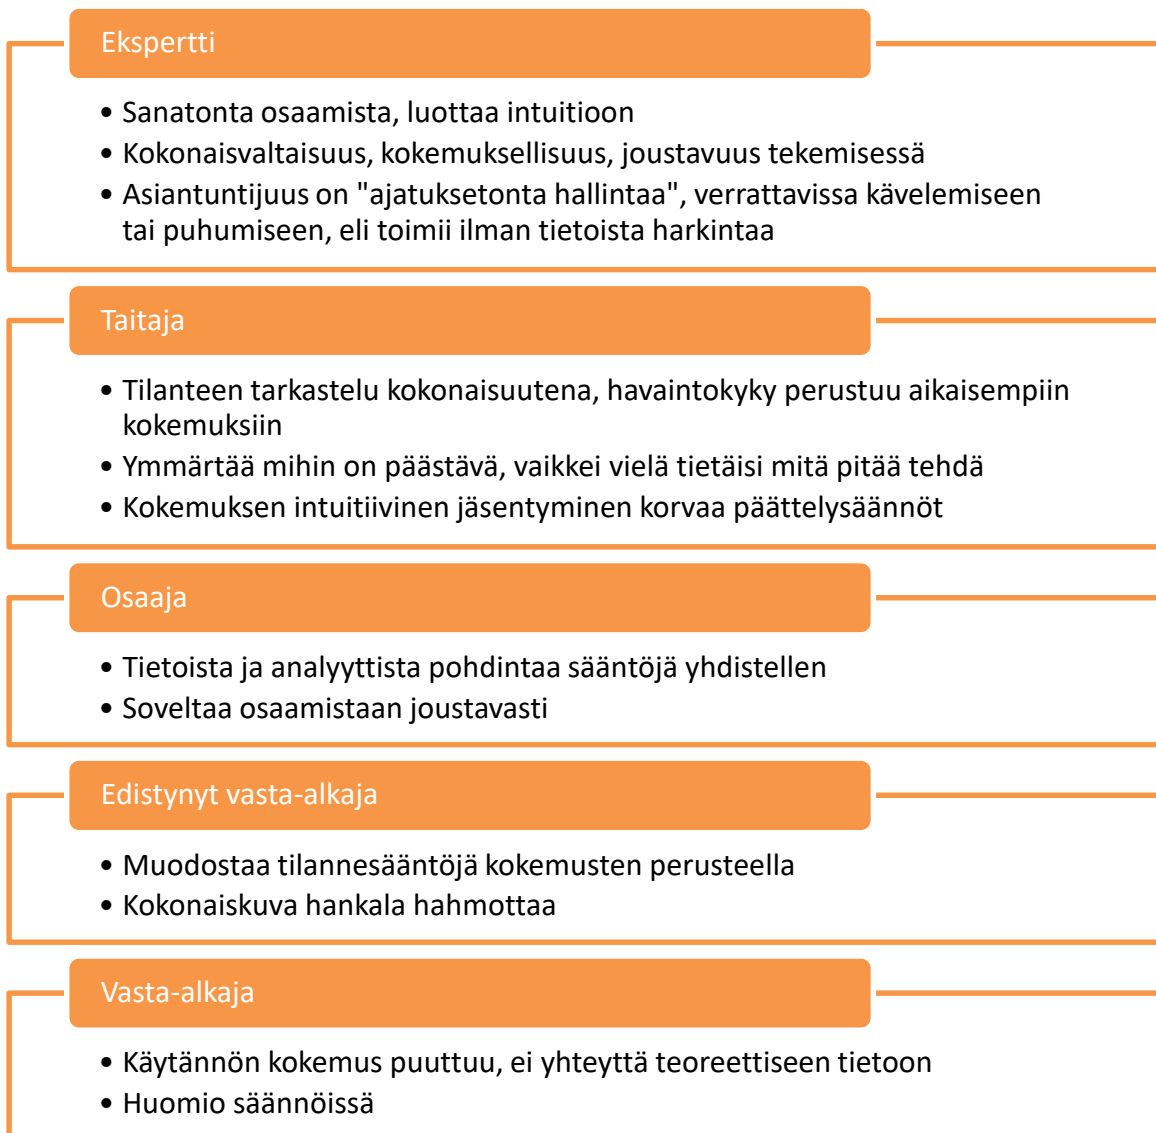 Ekspertti
• Sanatonta osaamista, luottaa intuitioon
• Kokonaisvaltaisuus, kokemuksellisuus, joustavuus tekemisessä
• Asiantuntijuus on "ajatuksetonta hallintaa", verrattavissa kävelemiseen
tai puhumiseen, eli toimii ilman tietoista harkintaa
Taitaja
• Tilanteen tarkastelu kokonaisuutena, havaintokyky perustuu aikaisempiin
kokemuksiin
• Ymmärtää mihin on päästävä, vaikkei vielä tietäisi mitä pitää tehdä
• Kokemuksen intuitiivinen jäsentyminen korvaa päättelysäännöt
Osaaja
• Tietoista ja analyyttista pohdintaa sääntöjä yhdistellen
• Soveltaa osaamistaan joustavasti
Edistynyt vasta-alkaja
• Muodostaa tilannesääntöjä kokemusten perusteella
• Kokonaiskuva hankala hahmottaa
Vasta-alkaja
• Käytännön kokemus puuttuu, ei yhteyttä teoreettiseen tietoon
• Huomio säännöissä